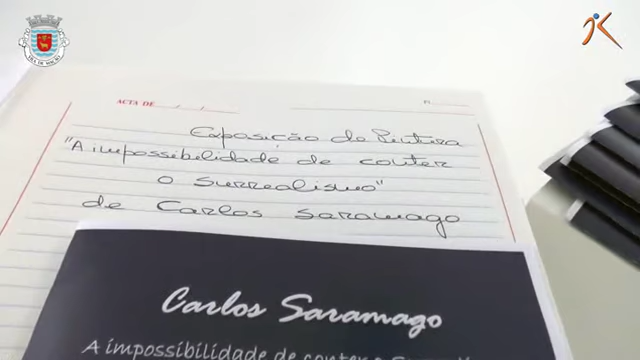 ACTA DE
Exposição de Pintura
"A impossibilidade de conter
o surrealismo"
de Carlos Saramago
Carlos Saramago
A impossibilidade de conter o